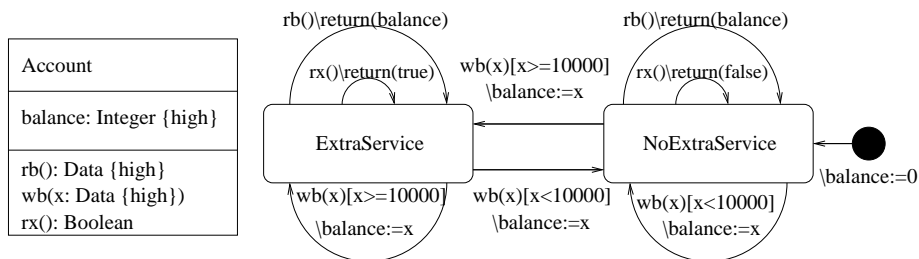 Account
balance: Integer {high}
rb(): Data {high}
wb(x: Data {high})
rx(): Boolean
rb()\return(balance)
rx()\return(true)
ExtraService
wb(x)[x>=10000]
\balance:=x
wb(x)[x>=10000]
\balance:=x
wb(x)[x<10000]
\balance:=x
rb()\return(balance)
rx()\return(false)
NoExtraService
wb(x)[x<10000]
\balance:=x
\balance:=0